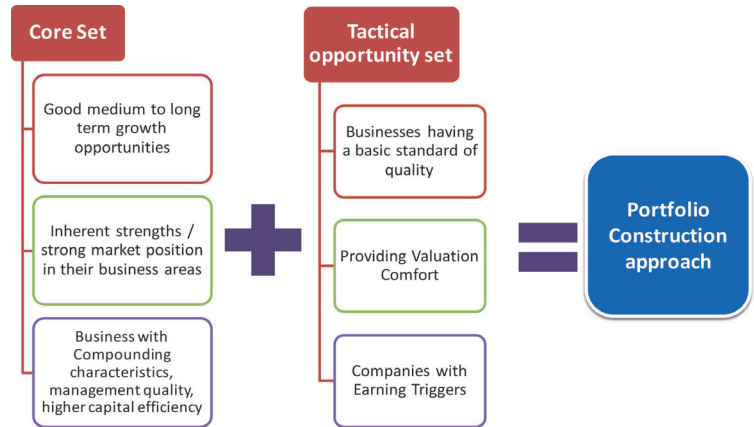 Core Set
Good medium to long
term growth
opportunities
Inherent strengths /
strong market position
in their business areas
Business with
Compounding
characteristics,
management quality,
higher capital efficiency
Tactical
opportunity set
Businesses having
a basic standard of
quality
Providing Valuation
Comfort
Companies with
Earning Triggers
Portfolio
Construction
approach